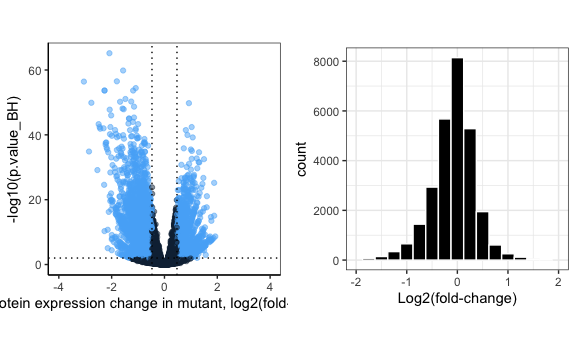 -log10(p.value_BH)
60
40
20
0
-4 -2 0 2 4
otein expression change in mutant, log2(fold-
count
8000
6000
4000
2000
0
-2 -1 0 1 2
Log2(fold-change)